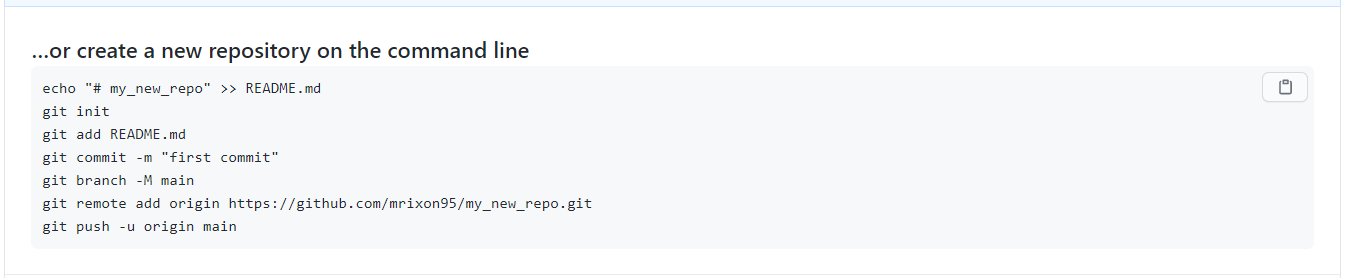 ...or create a new repository on the command line
echo "# my_new_repo" >> README.md
git init
git add README.md
git commit -m "first commit"
git branch -M main
git remote add origin https://github.com/mrixon95/my_new_repo.git
git push -u origin main